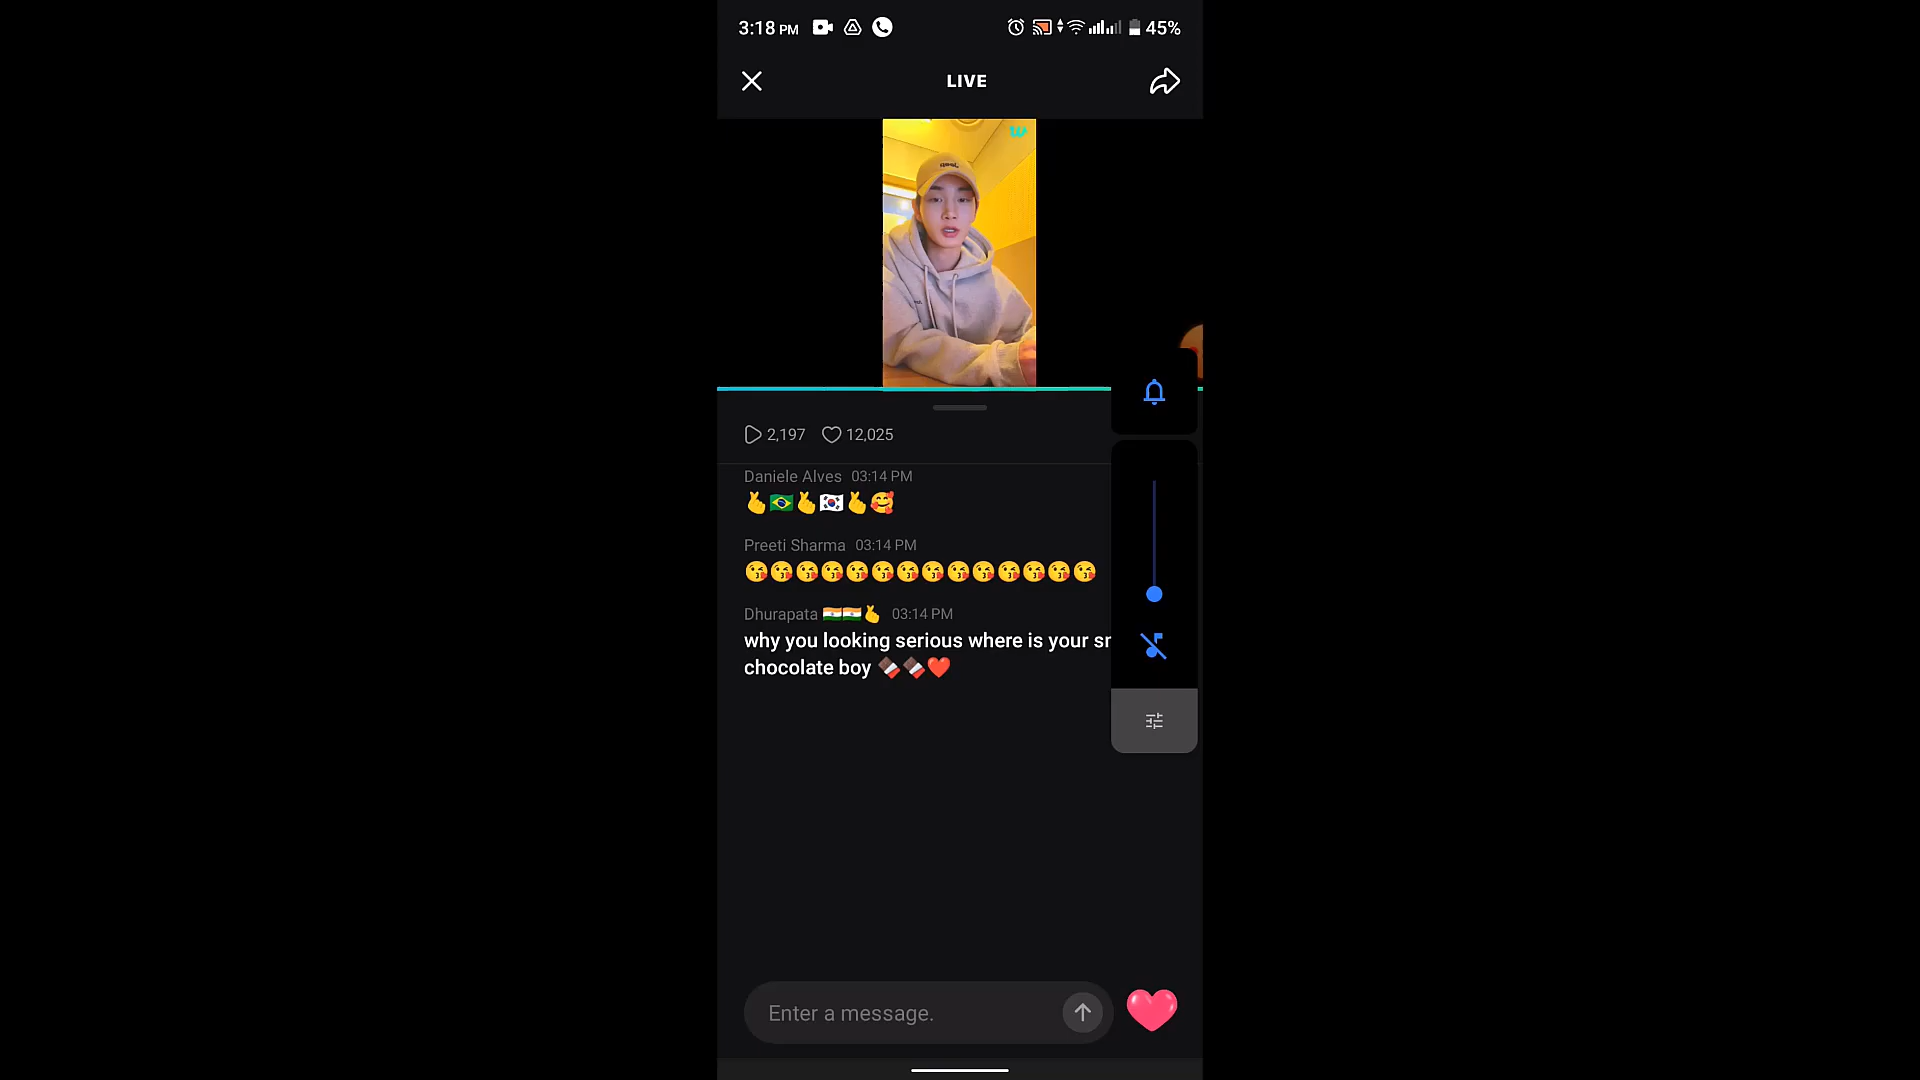 3:18 PM
45%
LIVE
2,197 12,025
Daniele Alves 03:14 PM
🫰🇧🇷🫰🇰🇷🫰🥰
Preeti Sharma 03:14 PM
😘😘😘😘😘😘😘😘😘😘😘😘😘😘
Dhurapata 🇮🇳🇮🇳🫰 03:14 PM
why you looking serious where is your
chocolate boy 🍫🍫❤️
Enter a message.